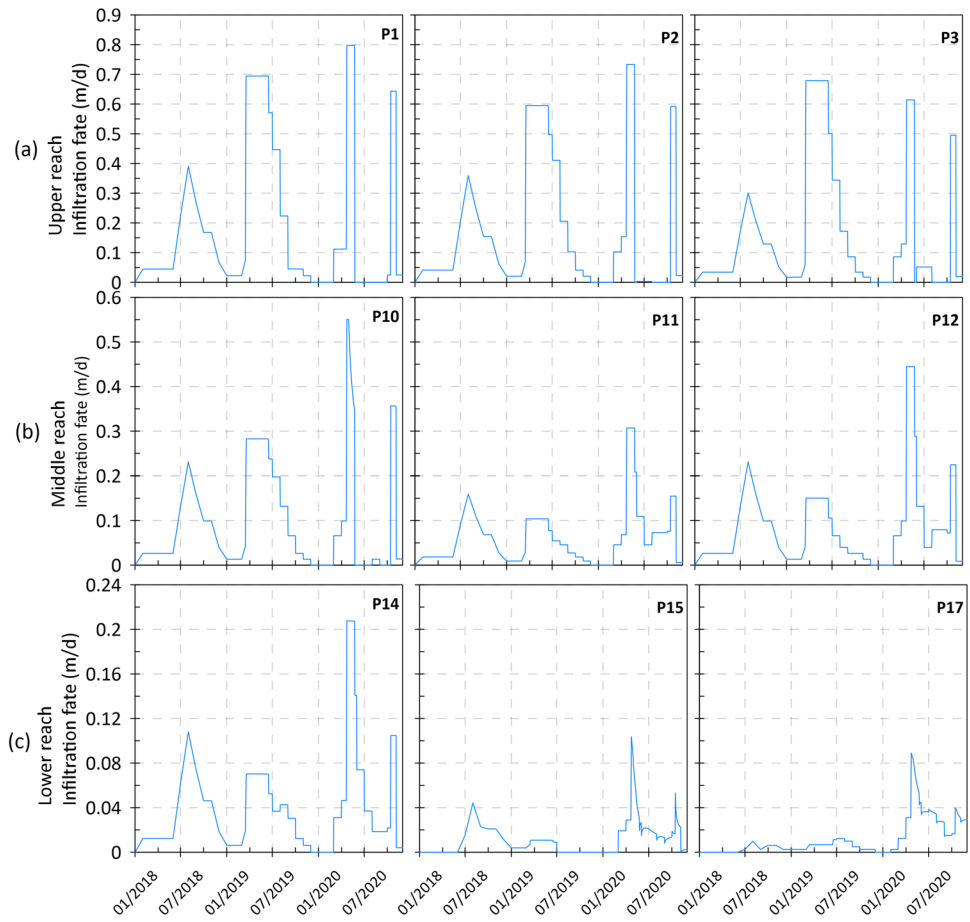 (a)
Upper reach
Infiltration fate (m/d)
0.9
0.8
0.7
0.6
0.5
0.4
0.3
0.2
0.1
0
P1
P2
P3
(b)
Middle reach
Infiltration fate (m/d)
0.6
0.5
0.4
0.3
0.2
0.1
0
P10
P11
P12
(c)
Lower reach
Infiltration fate (m/d)
0.24
0.2
0.16
0.12
0.08
0.04
0
P14
P15
P17
01/2018
07/2018
01/2019
07/2019
01/2020
07/2020
01/2018
07/2018
01/2019
07/2019
01/2020
07/2020
01/2018
07/2018
01/2019
07/2019
01/2020
07/2020